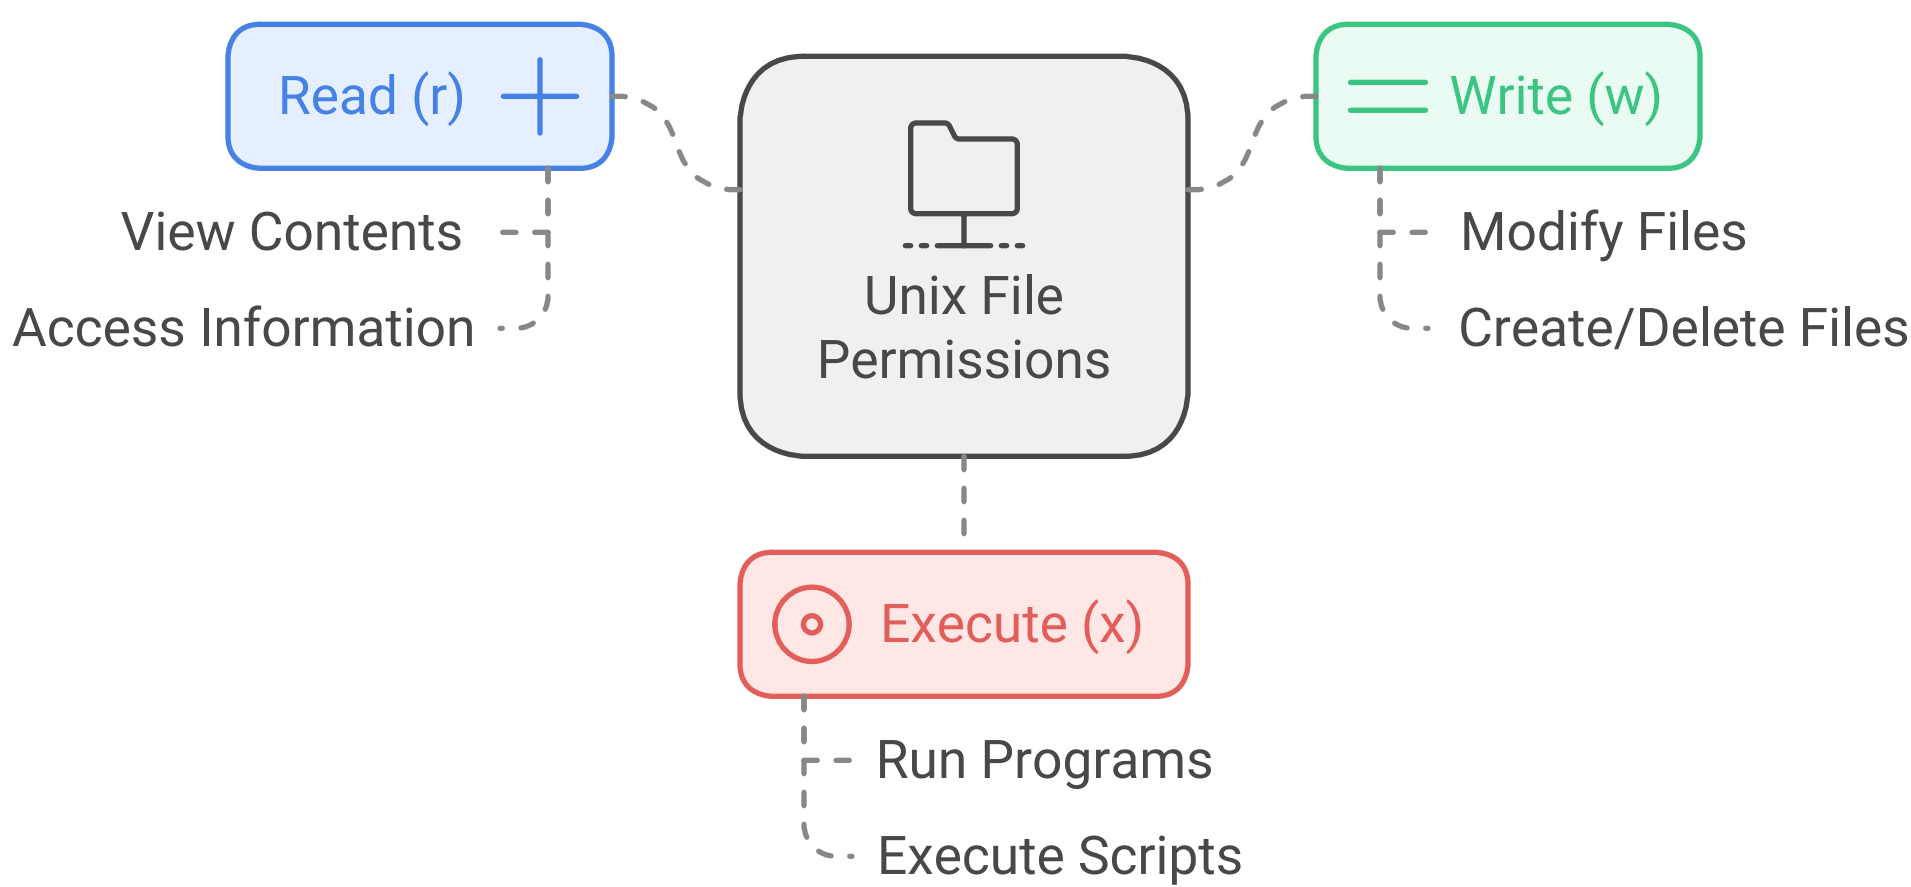 Read (r)
View Contents
Access Information
Unix File
Permissions
Write (w)
Modify Files
Create/Delete Files
Execute (x)
Run Programs
Execute Scripts